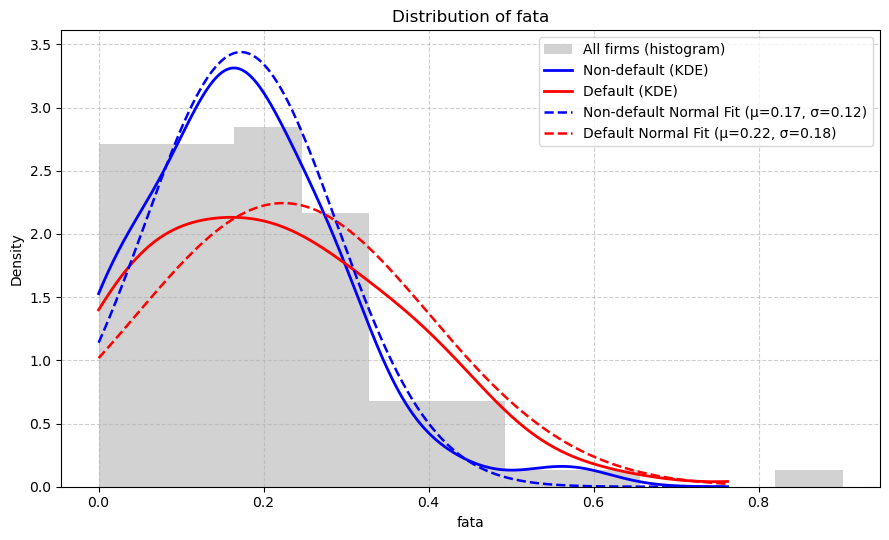 Distribution of fata
All firms (histogram)
Non-default (KDE)
Default (KDE)
Non-default Normal Fit (μ=0.17, σ=0.12)
Default Normal Fit (μ=0.22, σ=0.18)
Density
3.5
3.0
2.5
2.0
1.5
1.0
0.5
0.0
0.0 0.2 0.4 0.6 0.8
fata